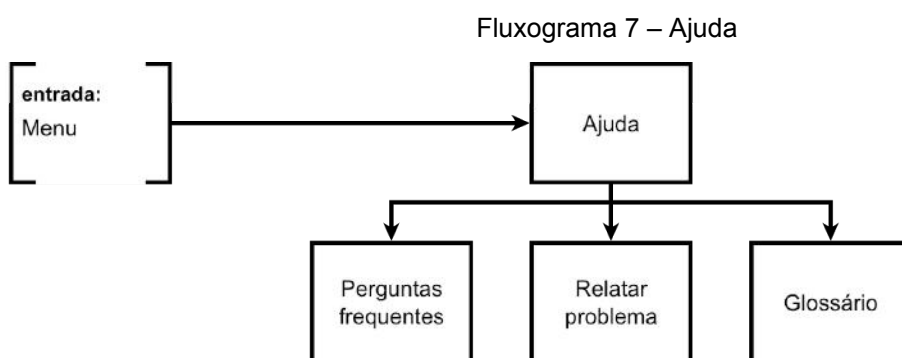 Fluxograma 7 – Ajuda
entrada:
Menu
Ajuda
Perguntas
frequentes
Relatar
problema
Glossário